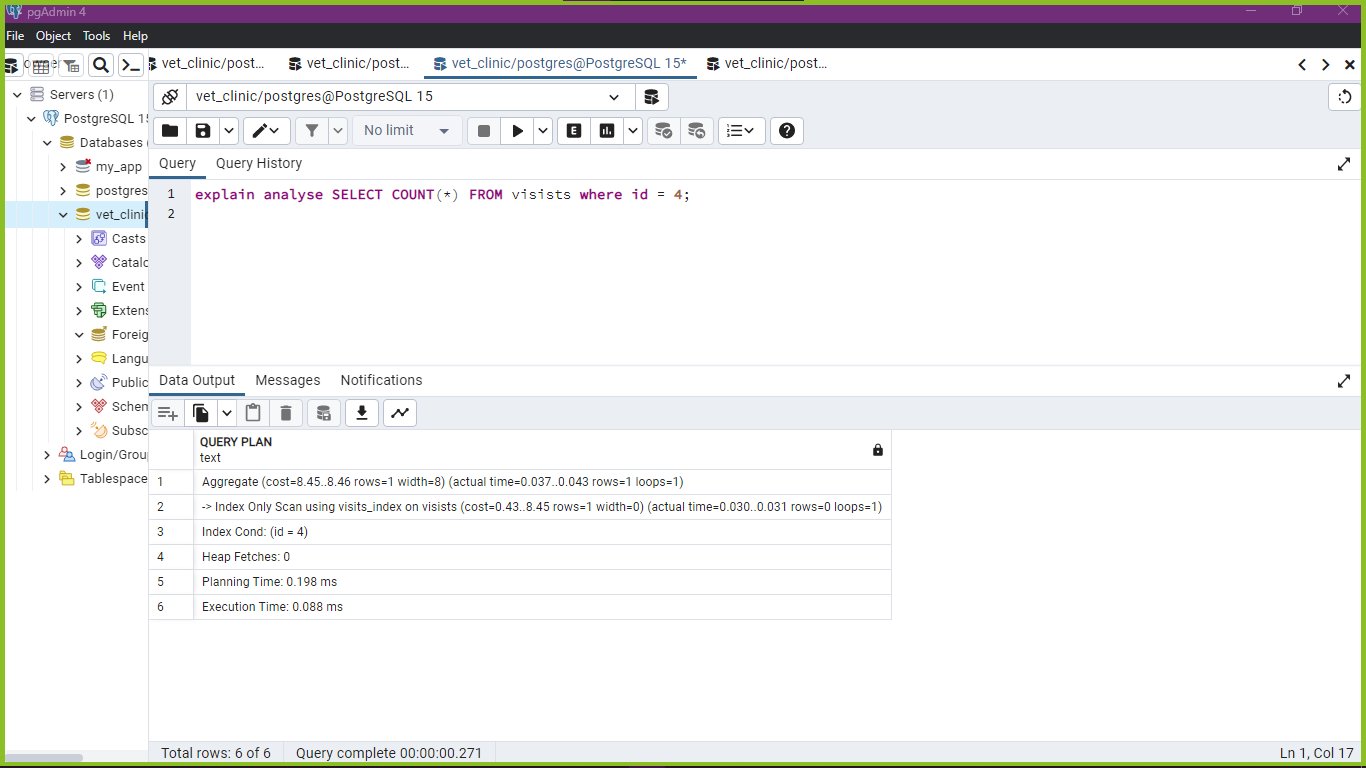 pgAdmin 4
File Object Tools Help
vet_clinic/post... vet_clinic/post... vet_clinic/postgres@PostgreSQL 15* vet_clinic/post...
Servers (1)
PostgreSQL 15
Databases (
my_app
postgres
vet_clinic
Casts
Catalo
Event
Extens
Foreig
Langu
Public
Schem
Subsc
Login/Grou
Tablespace
vet_clinic/postgres@PostgreSQL 15
No limit
E
Query Query History
1 explain analyse SELECT COUNT(*) FROM visists where id = 4;
2
Data Output Messages Notifications
QUERY PLAN
text
1 Aggregate (cost=8.45..8.46 rows=1 width=8) (actual time=0.037..0.043 rows=1 loops=1)
2 -> Index Only Scan using visits_index on visists (cost=0.43..8.45 rows=1 width=0) (actual time=0.030..0.031 rows=0 loops=1)
3 Index Cond: (id = 4)
4 Heap Fetches: 0
5 Planning Time: 0.198 ms
6 Execution Time: 0.088 ms
Total rows: 6 of 6 Query complete 00:00:00.271 Ln 1, Col 17